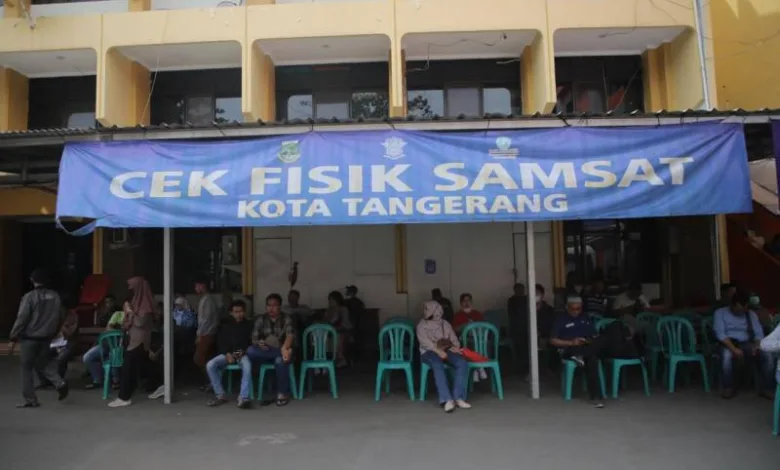 CEK FISIK SAMSAT
KOTA TANGERANG